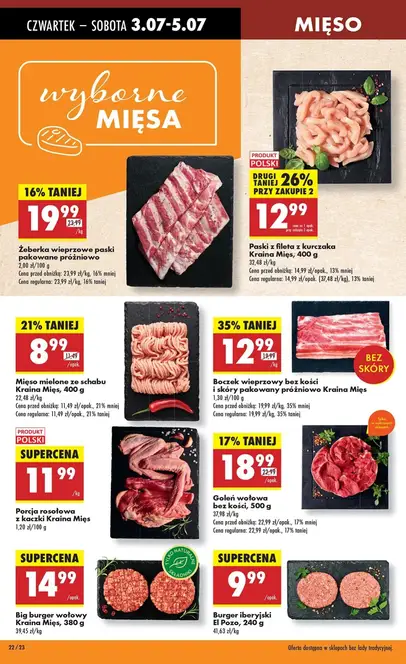 CZWARTEK – SOBOTA 3.07-5.07
MIĘSO
wyborne
MIĘSA
PRODUKT
POLSKI
DRUGI
TANIEJ 26%
PRZY ZAKUPIE 2
12 99
Paski z fileta z kurczaka
Kraina Mięs, 400 g
32,48 zł/kg
Cena przed obniżką: 14,99 zł/opak., 13% mniej
Cena regularna: 14,99 zł/opak. (37,48 zł/kg), 13% taniej
16% TANIEJ
19 99
23,99
/kg
Żeberka wieprzowe paski
pakowane próżniowo
2,00 zł/100 g
Cena przed obniżką: 23,99 zł/kg, 16% mniej
Cena regularna: 23,99 zł/kg, 16% taniej
21% TANIEJ
8 99
11,49
/opak.
Mięso mielone ze schabu
Kraina Mięs, 400 g
22,48 zł/kg
Cena przed obniżką: 11,49 zł/opak., 21% mniej
Cena regularna: 11,49 zł/opak., 21% taniej
35% TANIEJ
12 99
19,99
/kg
BEZ
SKÓRY
Boczek wieprzowy bez kości
i skóry pakowany próżniowo Kraina Mięs
1,30 zł/100 g
Cena przed obniżką: 19,99 zł/kg, 35% mniej
Cena regularna: 19,99 zł/kg, 35% taniej
PRODUKT
POLSKI
SUPERCENA
11 99
/kg
Porcja rosołowa
z kaczki Kraina Mięs
1,20 zł/100 g
17% TANIEJ
18 99
22,99
/opak.
Goleń wołowa
bez kości, 500 g
37,98 zł/kg
Cena przed obniżką: 22,99 zł/opak., 17% mniej
Cena regularna: 22,99 zł/opak., 17% taniej
SUPERCENA
14 99
/opak.
TYLKO NATURALNE
SKŁADNIKI
Big burger wołowy
Kraina Mięs, 380 g
39,45 zł/kg
SUPERCENA
9 99
/opak.
Burger iberyjski
El Pozo, 240 g
41,63 zł/kg
22 / 23
Oferta dostępna w sklepach bez lady tradycyjnej.